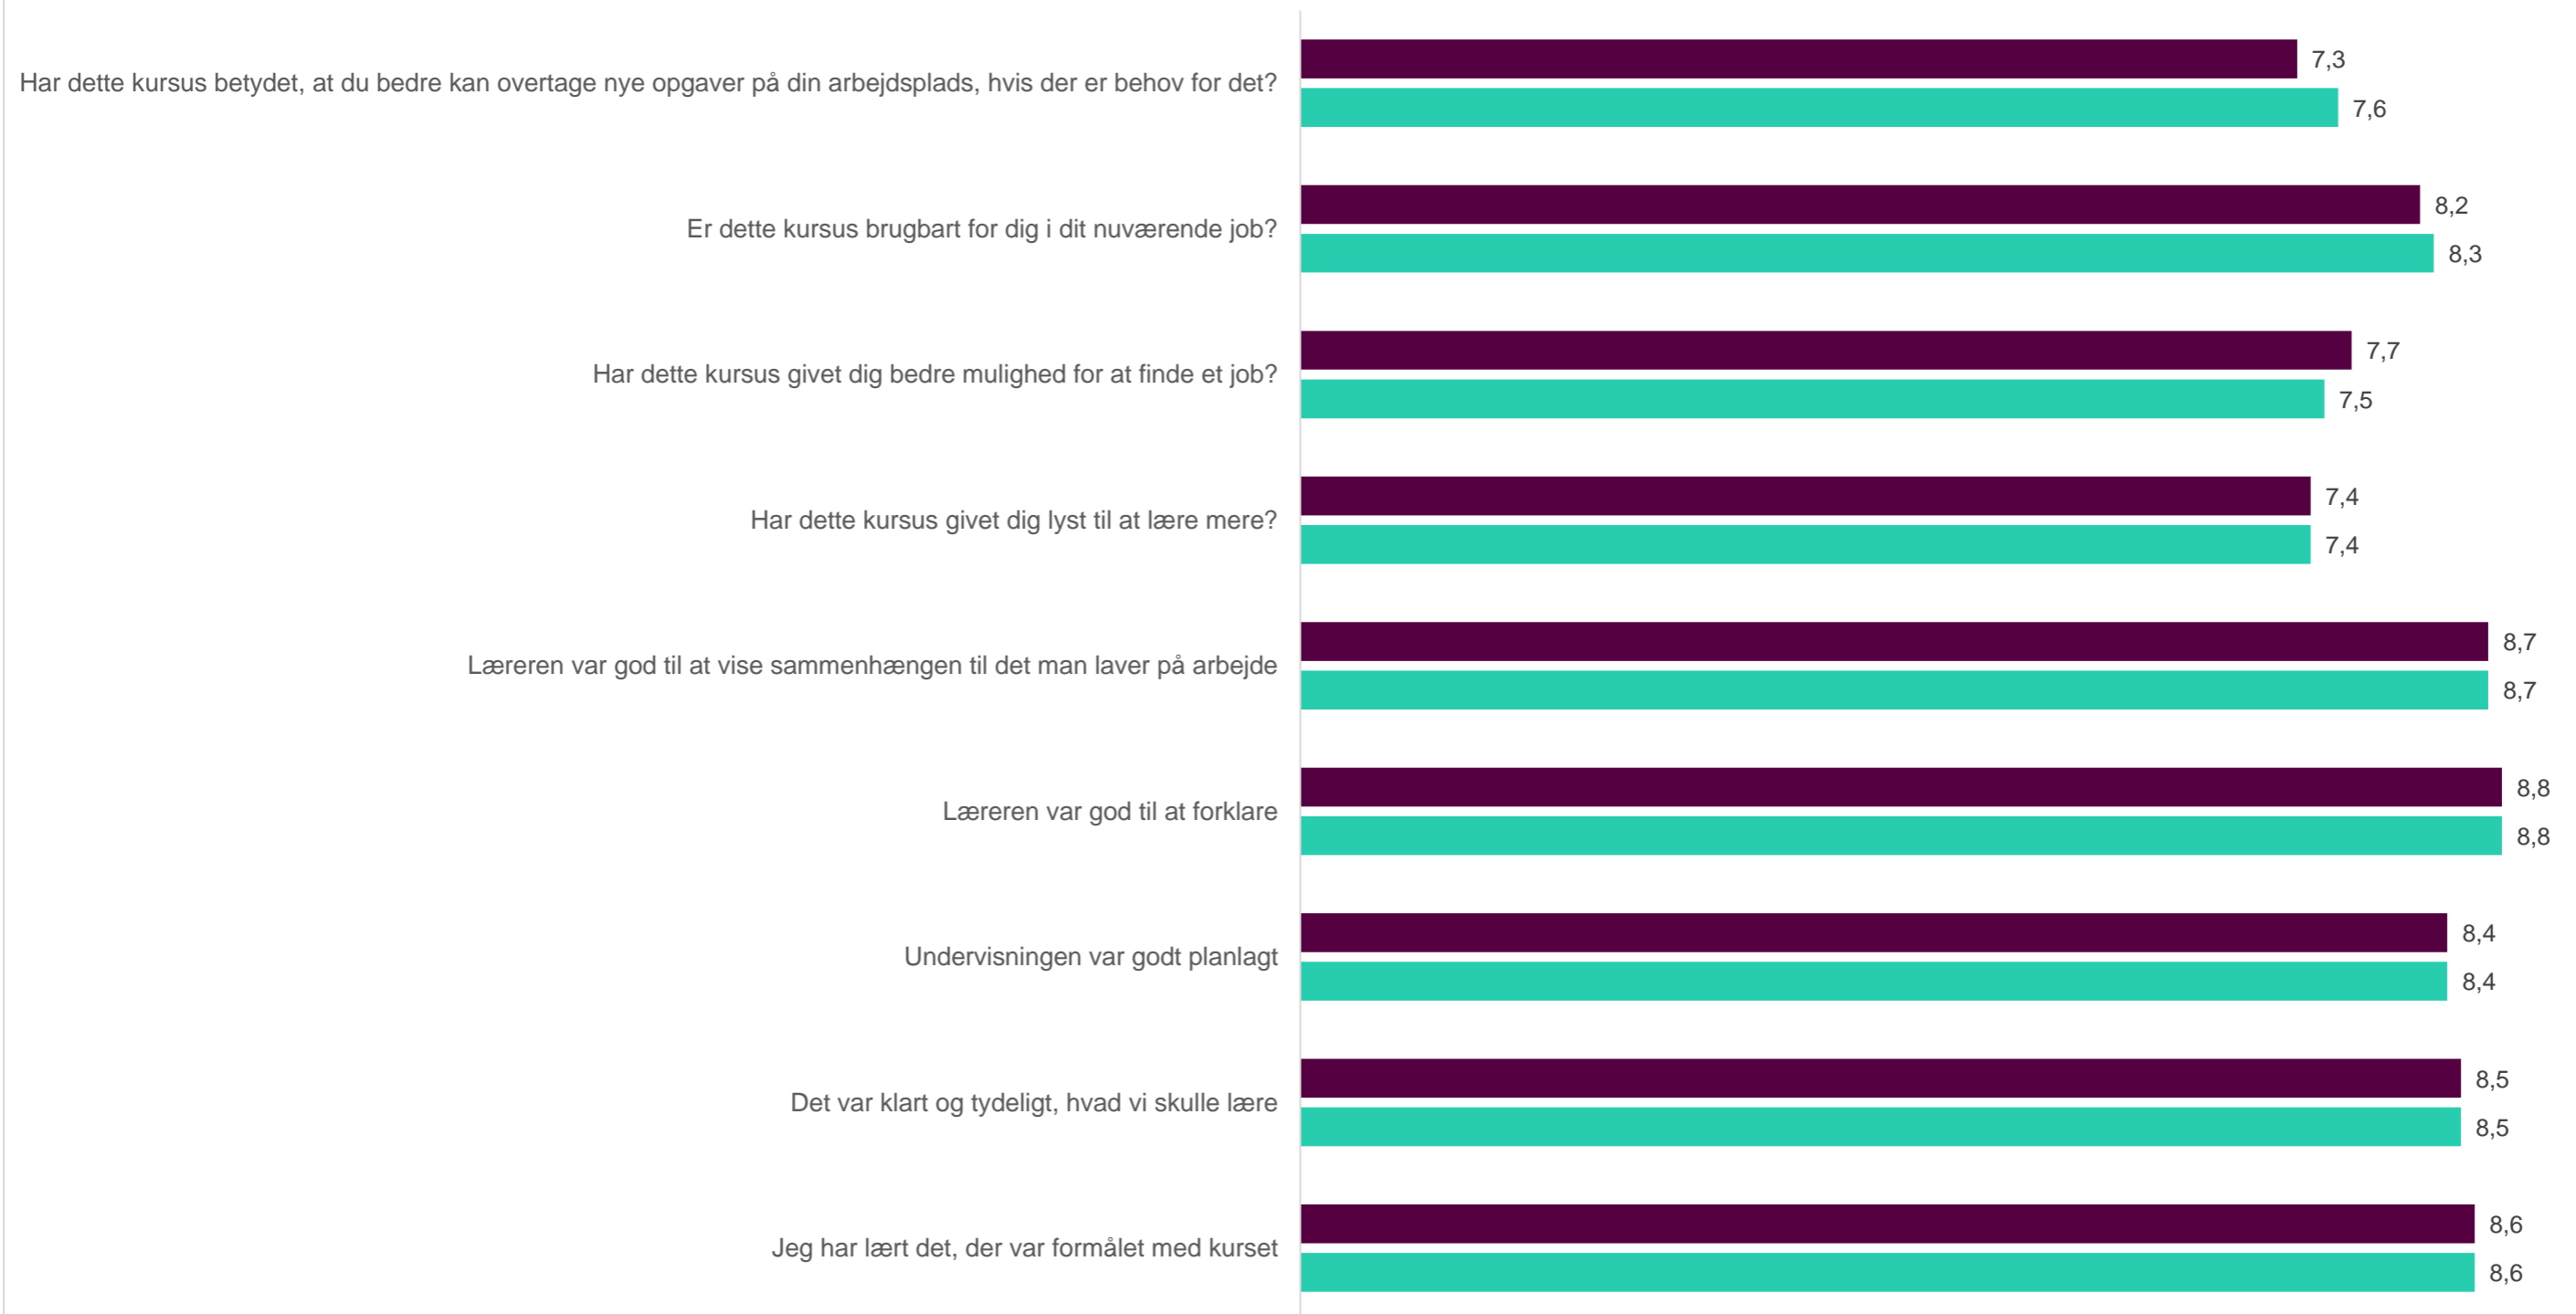 Har dette kursus betydet, at du bedre kan overtage nye opgaver på din arbejdsplads, hvis der er behov for det?
7,3
7,6
Er dette kursus brugbart for dig i dit nuværende job?
8,2
8,3
Har dette kursus givet dig bedre mulighed for at finde et job?
7,7
7,5
Har dette kursus givet dig lyst til at lære mere?
7,4
7,4
Læreren var god til at vise sammenhængen til det man laver på arbejde
8,7
8,7
Læreren var god til at forklare
8,8
8,8
Undervisningen var godt planlagt
8,4
8,4
Det var klart og tydeligt, hvad vi skulle lære
8,5
8,5
Jeg har lært det, der var formålet med kurset
8,6
8,6